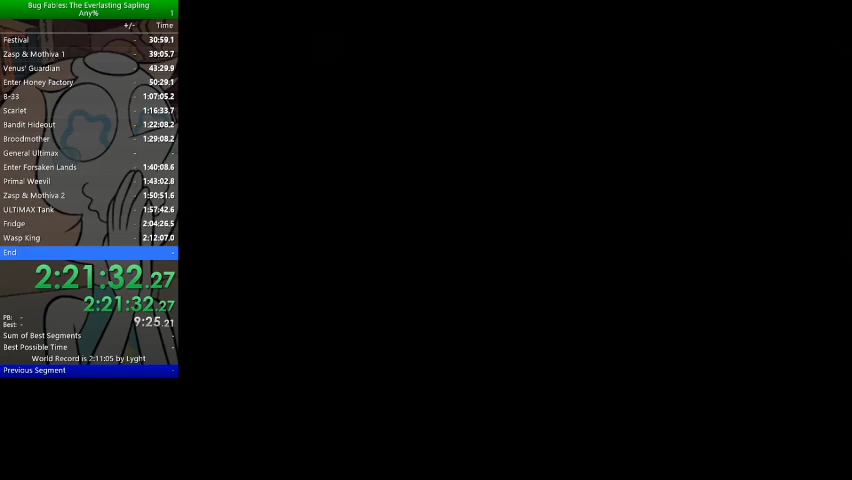 Bug Fables: The Everlasting Sapling
Any% 1
+/- Time
Festival - 30:59.1
Zasp & Mothiva 1 - 39:05.7
Venus' Guardian - 43:29.9
Enter Honey Factory - 50:29.1
B-33 - 1:07:05.2
Scarlet - 1:16:33.7
Bandit Hideout - 1:22:08.2
Broodmother - 1:29:08.2
General Ultimax - -
Enter Forsaken Lands - 1:40:08.6
Primal Weevil - 1:43:02.8
Zasp & Mothiva 2 - 1:50:51.6
ULTIMAX Tank - 1:57:42.6
Fridge - 2:04:26.5
Wasp King - 2:12:07.0
End -
2:21:32.27
2:21:32.27
PB: -
Best: - 9:25.21
Sum of Best Segments -
Best Possible Time -
World Record is 2:11:05 by Lyght
Previous Segment -